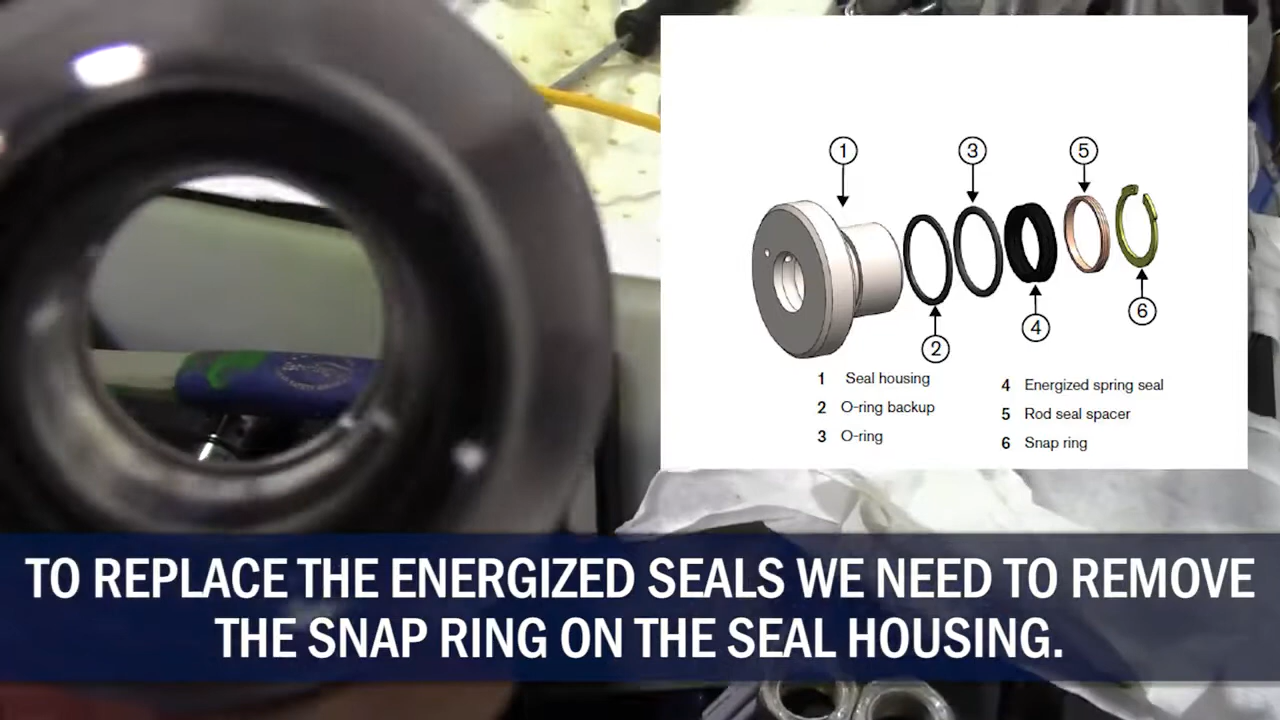 1
3
5
2
4
6
1 Seal housing
2 O-ring backup
3 O-ring
4 Energized spring seal
5 Rod seal spacer
6 Snap ring
TO REPLACE THE ENERGIZED SEALS WE NEED TO REMOVE
THE SNAP RING ON THE SEAL HOUSING.